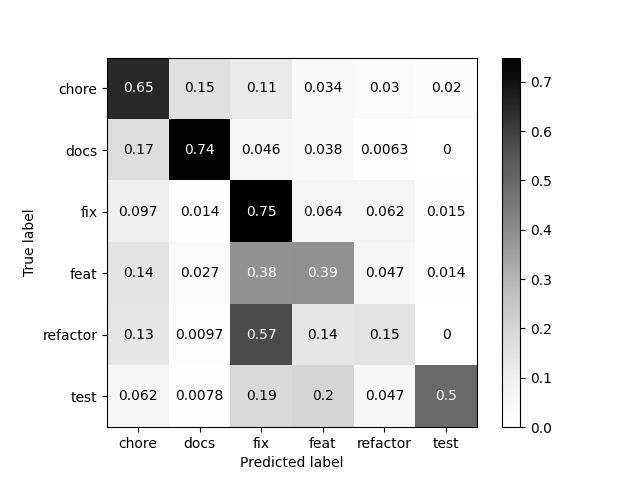 chore 0.65 0.15 0.11 0.034 0.03 0.02
docs 0.17 0.74 0.046 0.038 0.0063 0
fix 0.097 0.014 0.75 0.064 0.062 0.015
feat 0.14 0.027 0.38 0.39 0.047 0.014
refactor 0.13 0.0097 0.57 0.14 0.15 0
test 0.062 0.0078 0.19 0.2 0.047 0.5
chore docs fix feat refactor test
Predicted label
True label
0.7
0.6
0.5
0.4
0.3
0.2
0.1
0.0